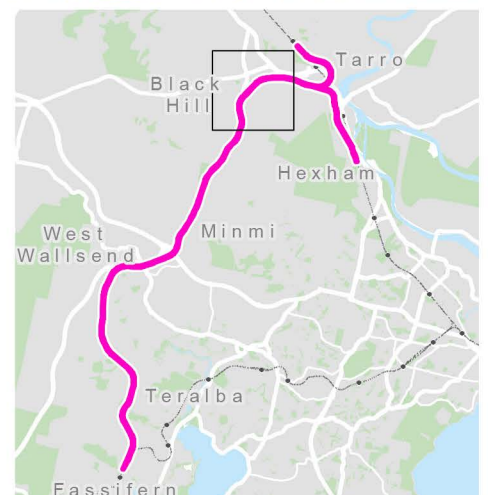 Tarro
Black
Hill
Hexham
West
Wallsend
Minmi
Teralba
Fassifern